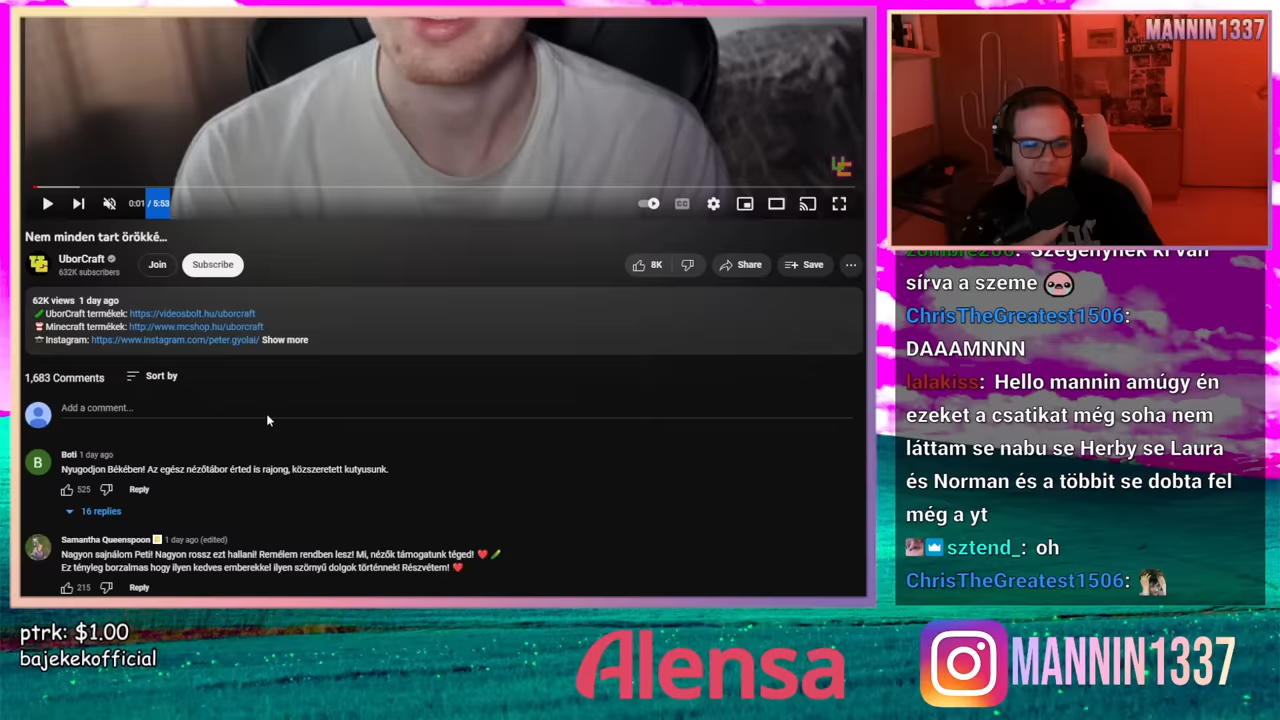 MANNIN1337
0:01 / 5:53
CC
Nem minden tart örökké...
UborCraft
632K subscribers
Join
Subscribe
8K
Share
Save
62K views 1 day ago
UborCraft termékek: https://videosbolt.hu/uborcraft
Minecraft termékek: http://www.mcshop.hu/uborcraft
Instagram: https://www.instagram.com/peter.gyolai/ Show more
1,683 Comments
Sort by
Add a comment...
B
Boti 1 day ago
Nyugodjon Békében! Az egész nézőtábor érted is rajong, közszeretett kutyusunk.
525
Reply
16 replies
Samantha Queenspoon 1 day ago (edited)
Nagyon sajnálom Peti! Nagyon rossz ezt hallani! Remélem rendben lesz! Mi, nézők támogatunk téged! ❤️
Ez tényleg borzalmas hogy ilyen kedves emberekkel ilyen szörnyű dolgok történnek! Részvétem! ❤️
215
Reply
Szegénynek ki van
sírva a szeme
ChrisTheGreatest1506:
DAAAMNNN
lalakiss: Hello mannin amúgy én
ezeket a csatikat még soha nem
láttam se nabu se Herby se Laura
és Norman és a többit se dobta fel
még a yt
sztend_: oh
ChrisTheGreatest1506:
ptrk: $1.00
bajekekofficial
Alensa
MANNIN1337